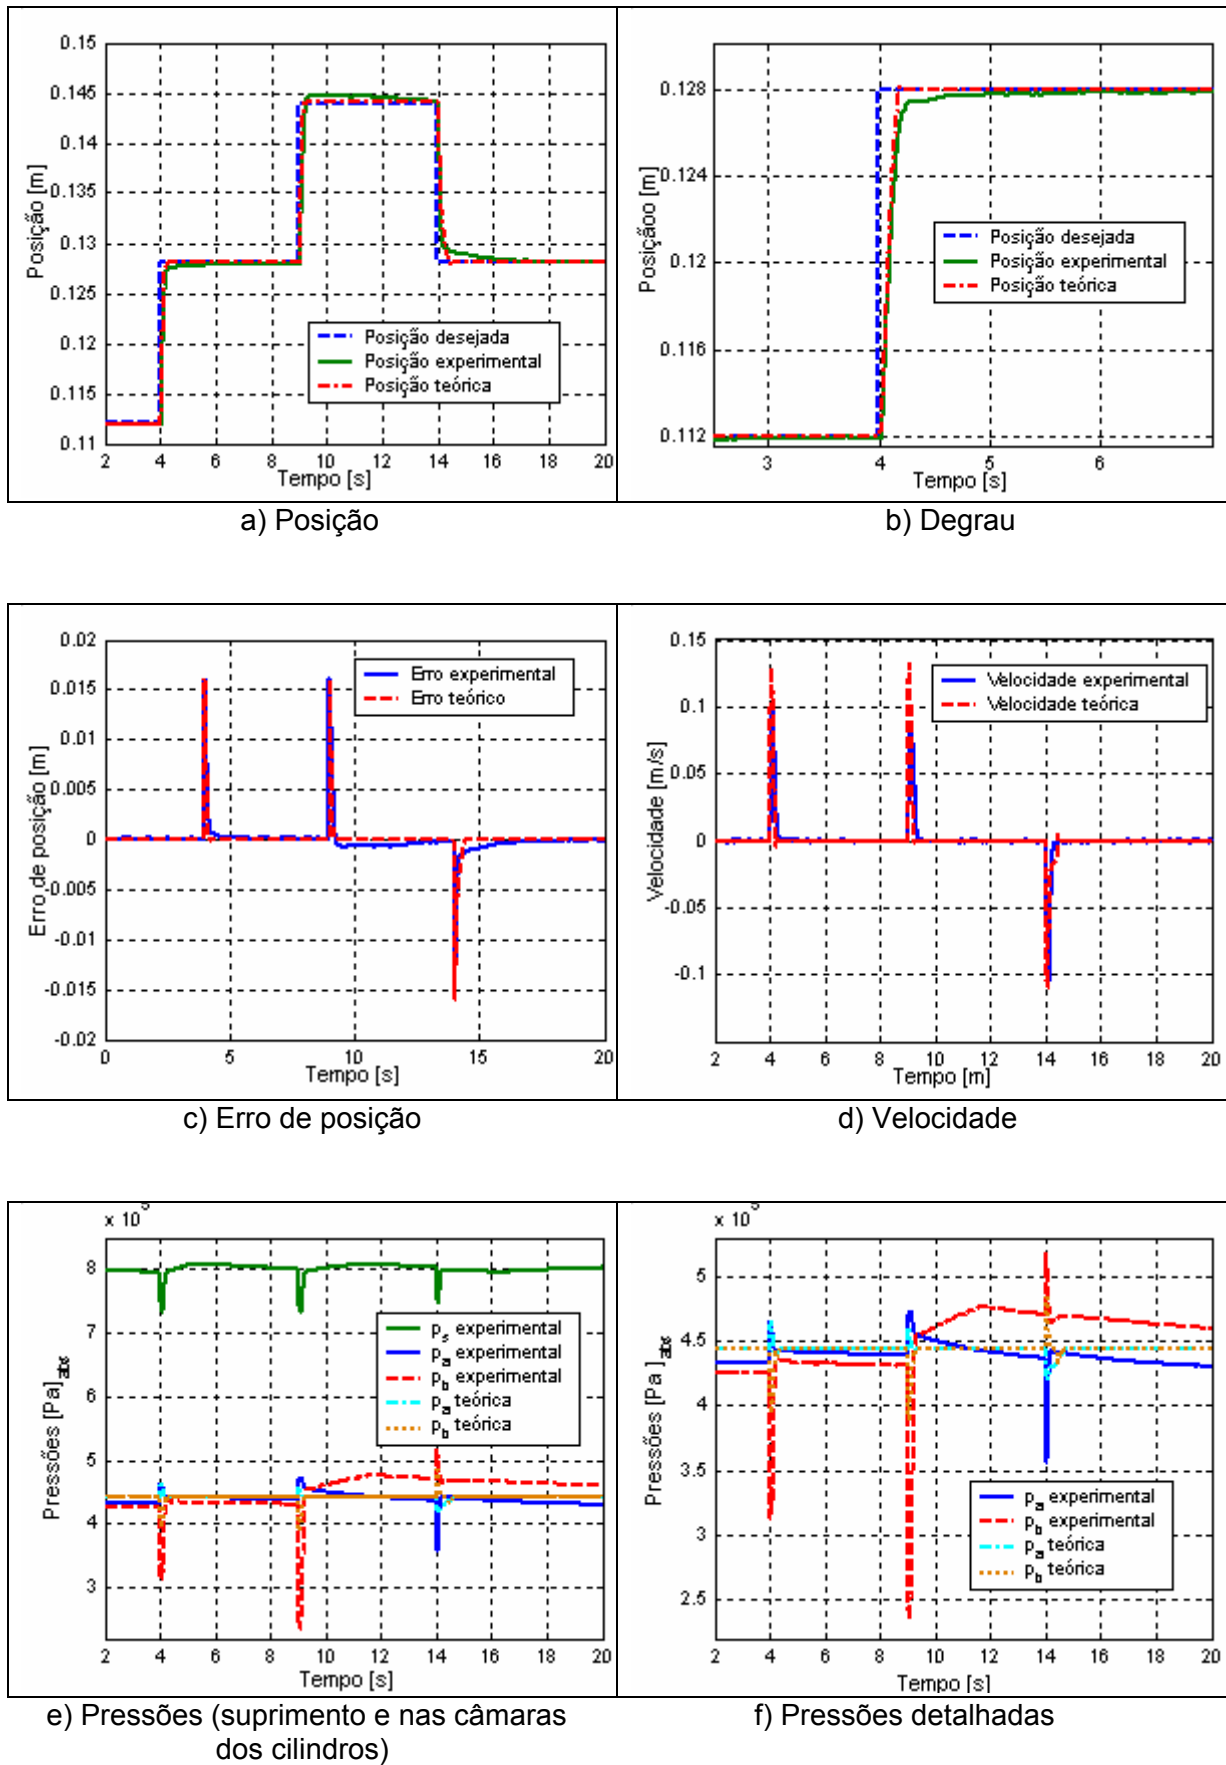 0.15
0.145
0.14
0.135
0.13
0.125
0.12
0.115
0.11
Posição [m]
Posição desejada
Posição experimental
Posição teórica
2 4 6 8 10 12 14 16 18 20
Tempo [s]
a) Posição
0.128
0.124
0.12
0.116
0.112
Posiçãoo [m]
Posição desejada
Posição experimental
Posição teórica
3 4 5 6
Tempo [s]
b) Degrau
0.02
0.015
0.01
0.005
0
-0.005
-0.01
-0.015
-0.02
Erro de posição [m]
Erro experimental
Erro teórico
0 5 10 15 20
Tempo [s]
c) Erro de posição
0.15
0.1
0.05
0
-0.05
-0.1
Velocidade [m/s]
Velocidade experimental
Velocidade teórica
2 4 6 8 10 12 14 16 18 20
Tempo [m]
d) Velocidade
x 10⁵
8
7
6
5
4
3
Pressões [Pa]abs
ps experimental
pa experimental
pb experimental
pa teórica
pb teórica
2 4 6 8 10 12 14 16 18 20
Tempo [s]
e) Pressões (suprimento e nas câmaras
dos cilindros)
x 10⁵
5
4.5
4
3.5
3
2.5
Pressões [Pa]abs
pa experimental
pb experimental
pa teórica
pb teórica
2 4 6 8 10 12 14 16 18 20
Tempo [s]
f) Pressões detalhadas